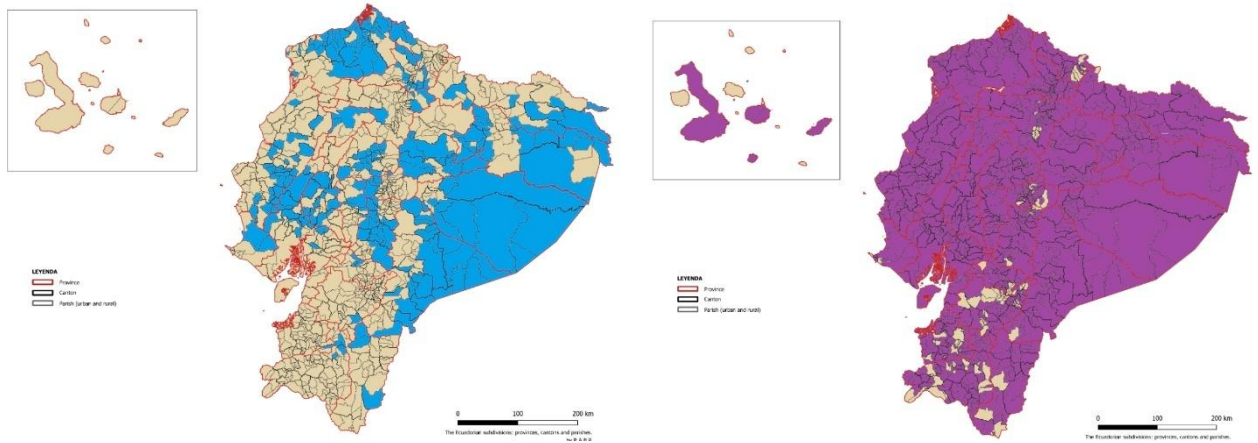 LEYENDA
Province
Canton
Parish (urban and rural)
0 100 200 km
The Ecuadorian subdivisions: provinces, cantons and parishes.
LEYENDA
Province
Canton
Parish (urban and rural)
0 100 200 km
The Ecuadorian subdivisions: provinces, cantons and parishes.